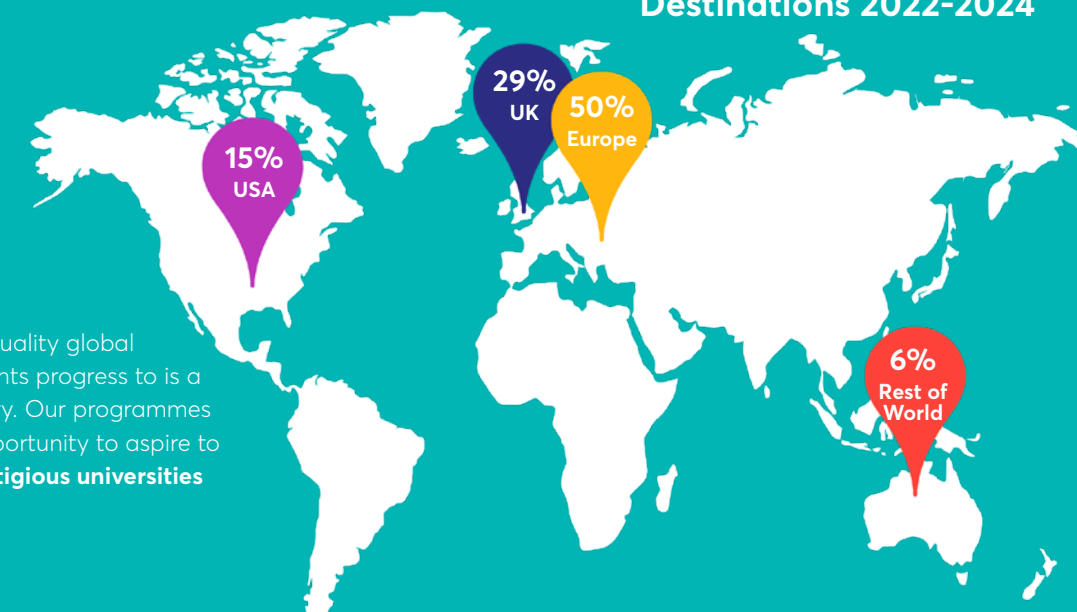 Destinations 2022-2024
29%
UK
50%
Europe
15%
USA
6%
Rest of
World
uality global
nts progress to is a
y. Our programmes
portunity to aspire to
tigious universities